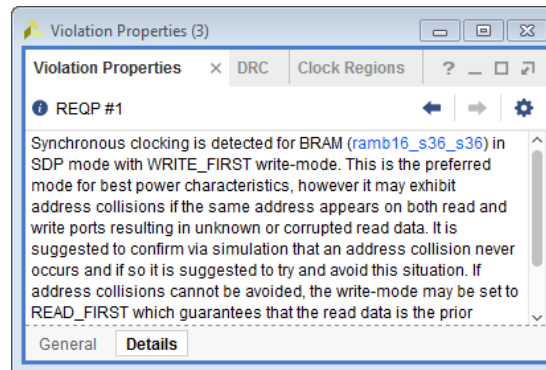 Violation Properties (3)
Violation Properties × DRC Clock Regions ?
REQP #1
Synchronous clocking is detected for BRAM (ramb16_s36_s36) in
SDP mode with WRITE_FIRST write-mode. This is the preferred
mode for best power characteristics, however it may exhibit
address collisions if the same address appears on both read and
write ports resulting in unknown or corrupted read data. It is
suggested to confirm via simulation that an address collision never
occurs and if so it is suggested to try and avoid this situation. If
address collisions cannot be avoided, the write-mode may be set to
READ_FIRST which guarantees that the read data is the prior
General Details